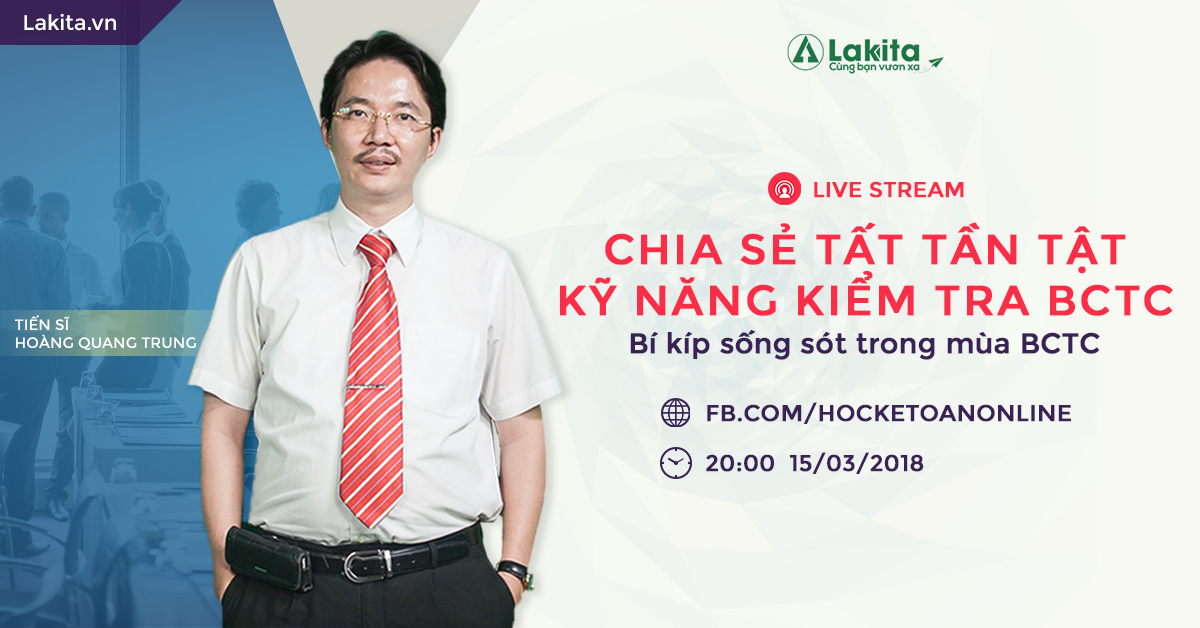 Lakita.vn
Lakita
Cùng bạn vươn xa
LIVE STREAM
CHIA SẺ TẤT TẦN TẬT
KỸ NĂNG KIỂM TRA BCTC
Bí kíp sống sót trong mùa BCTC
FB.COM/HOCKETOANONLINE
20:00 15/03/2018
TIẾN SĨ
HOÀNG QUANG TRUNG